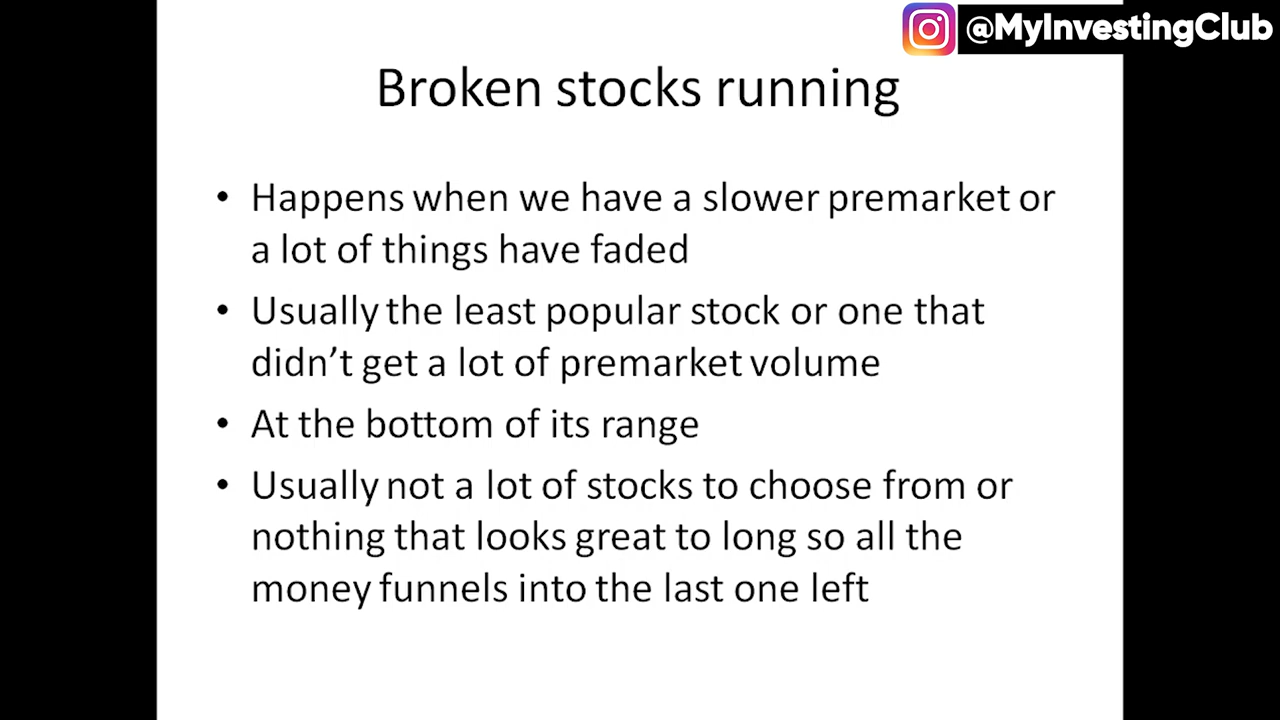 @MyInvestingClub
Broken stocks running
• Happens when we have a slower premarket or
a lot of things have faded
• Usually the least popular stock or one that
didn’t get a lot of premarket volume
• At the bottom of its range
• Usually not a lot of stocks to choose from or
nothing that looks great to long so all the
money funnels into the last one left